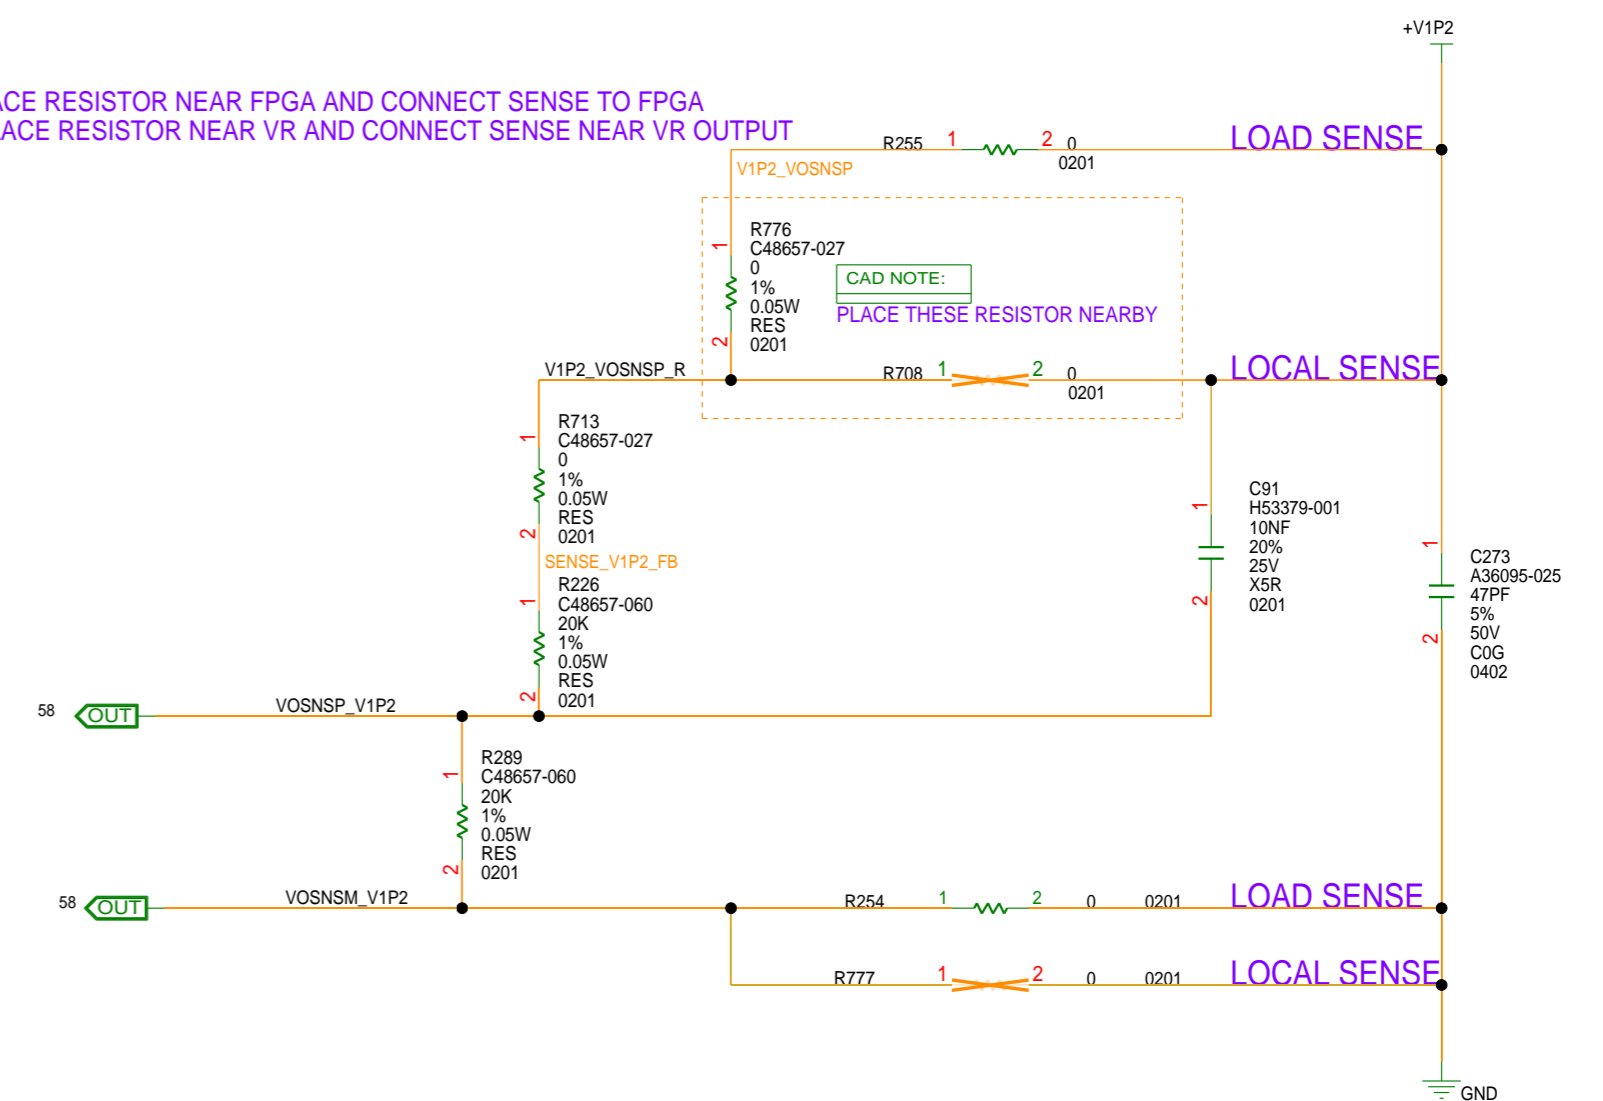 +V1P2
ACE RESISTOR NEAR FPGA AND CONNECT SENSE TO FPGA
LACE RESISTOR NEAR VR AND CONNECT SENSE NEAR VR OUTPUT
R255 1 2 0 LOAD SENSE
0201
V1P2_VOSNSP
1
R776
C48657-027
0
1%
0.05W
RES
0201
2
CAD NOTE:
PLACE THESE RESISTOR NEARBY
V1P2_VOSNSP_R R708 1 2 0 LOCAL SENSE
0201
1
R713
C48657-027
0
1%
0.05W
RES
0201
2
SENSE_V1P2_FB
1
R226
C48657-060
20K
1%
0.05W
RES
0201
2
1
C91
H53379-001
10NF
20%
25V
X5R
0201
2
1
C273
A36095-025
47PF
5%
50V
C0G
0402
2
58 OUT VOSNSP_V1P2
1
R289
C48657-060
20K
1%
0.05W
RES
0201
2
58 OUT VOSNSM_V1P2 R254 1 2 0 0201 LOAD SENSE
R777 1 2 0 0201 LOCAL SENSE
GND